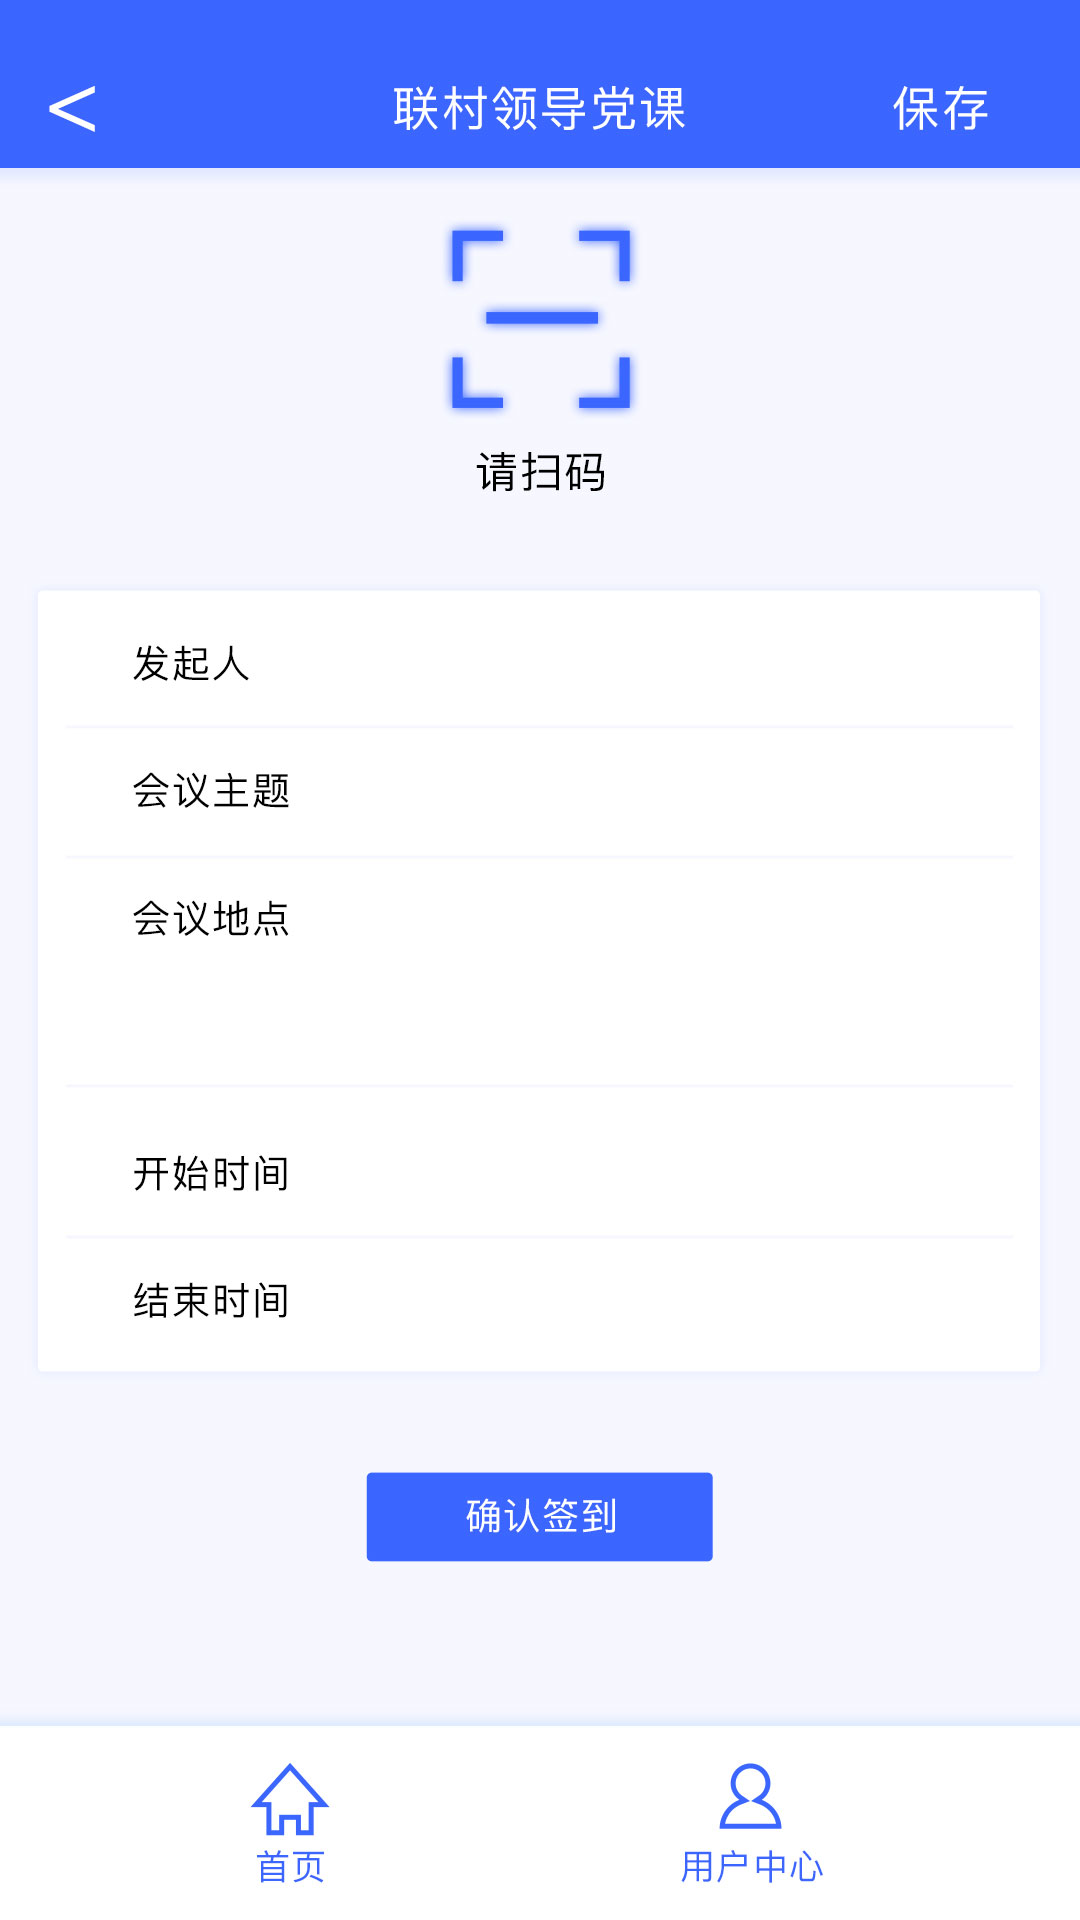 < 联村领导党课 保存
请扫码
发起人
会议主题
会议地点
开始时间
结束时间
确认签到
首页 用户中心